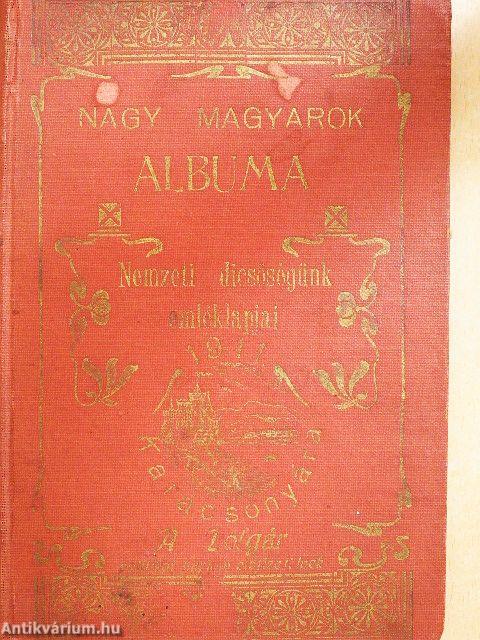 NAGY MAGYAROK
ALBUMA
Nemzeti dicsőségünk
emléklapjai
1911
Karácsonyára
A Polgár
Antikvárium.hu